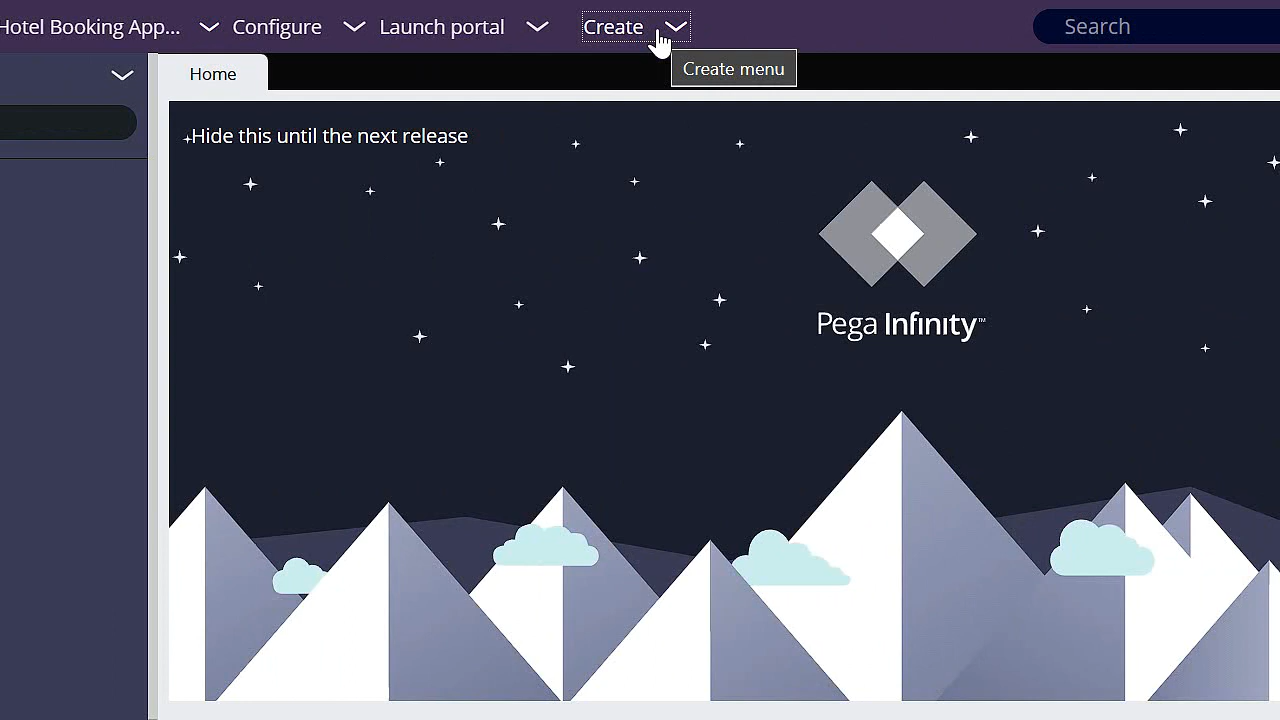 Hotel Booking App...
Configure
Launch portal
Create
Search
Create menu
Home
Hide this until the next release
Pega Infinity™